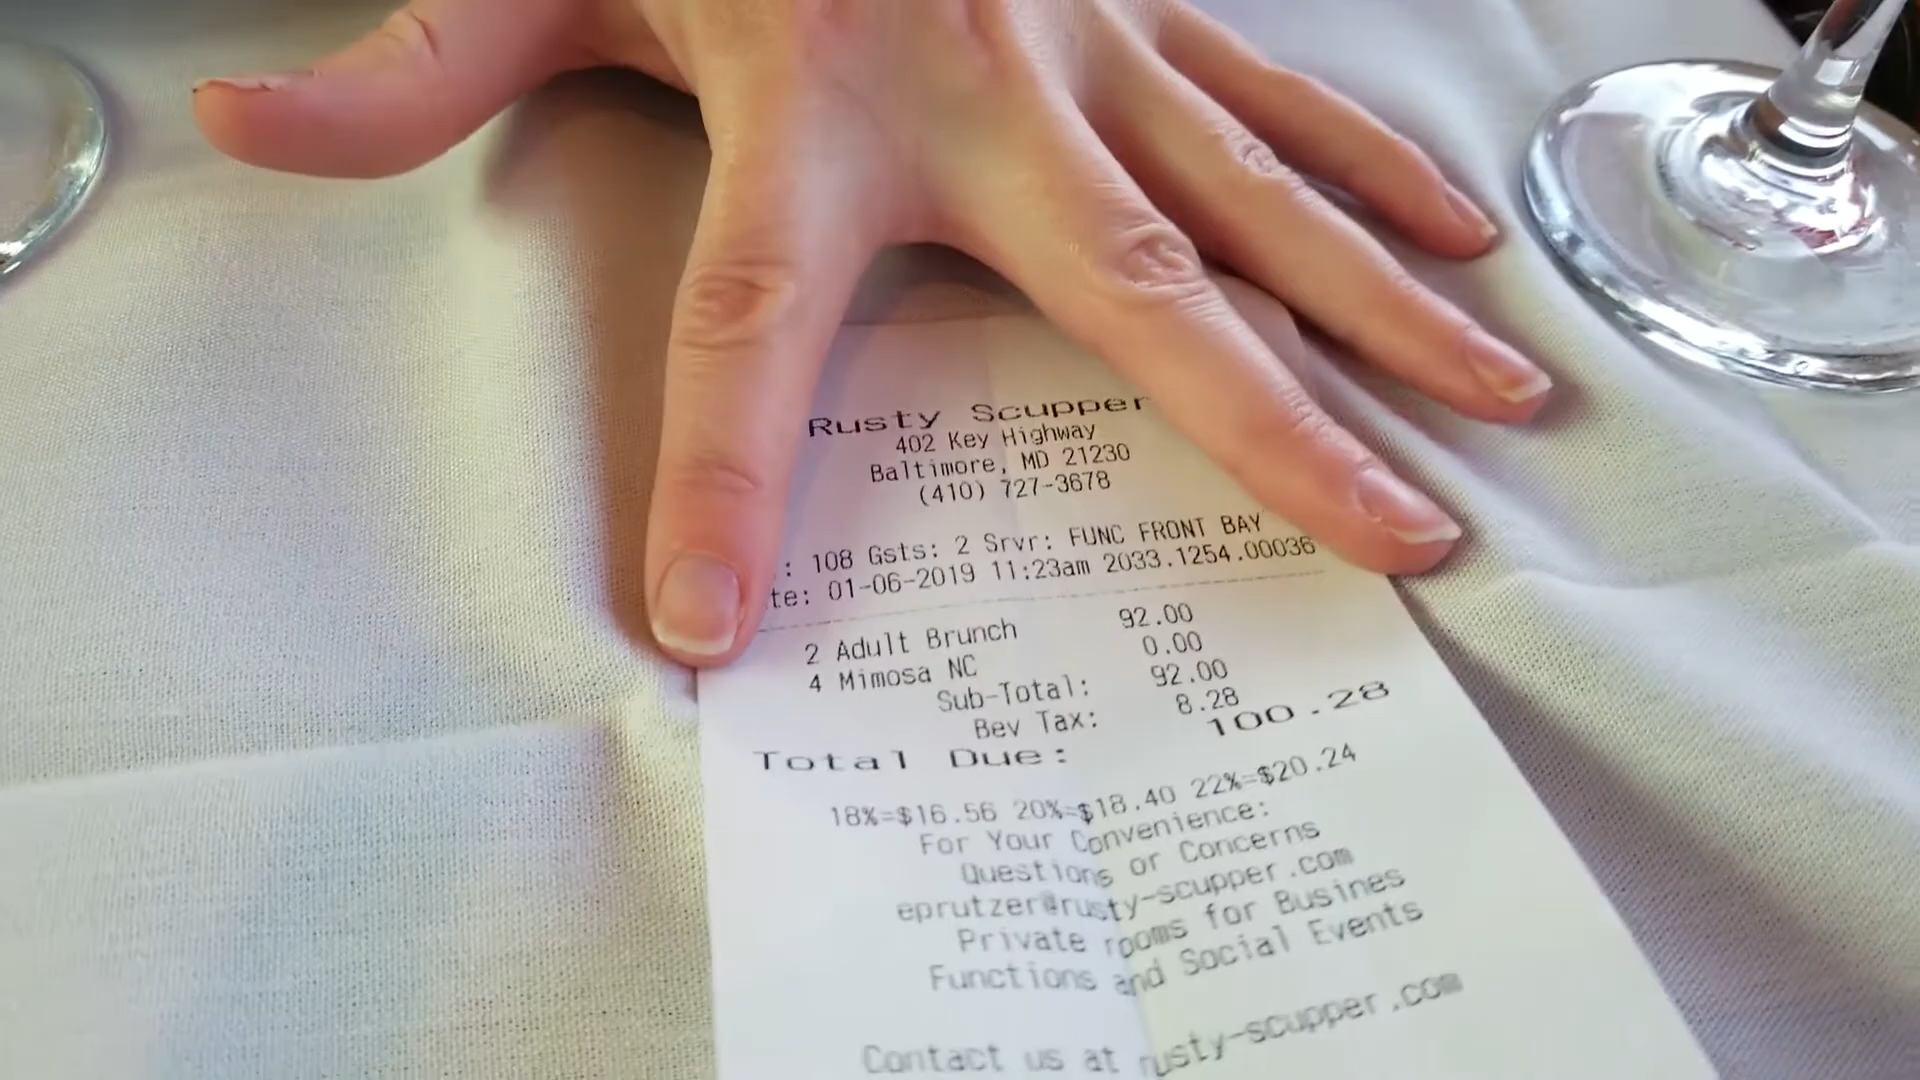 Rusty Scupper
402 Key Highway
Baltimore, MD 21230
(410) 727-3678
: 108 Gsts: 2 Srvr: FUNC FRONT BAY
te: 01-06-2019 11:23am 2033.1254.00036
2 Adult Brunch 92.00
4 Mimosa NC 0.00
Sub-Total: 92.00
Bev Tax: 8.28
Total Due: 100.28
18%=$16.56 20%=$18.40 22%=$20.24
For Your Convenience:
Questions or Concerns
eprutzer@rusty-scupper.com
Private rooms for Busines
Functions and Social Events
Contact us at rusty-scupper.com